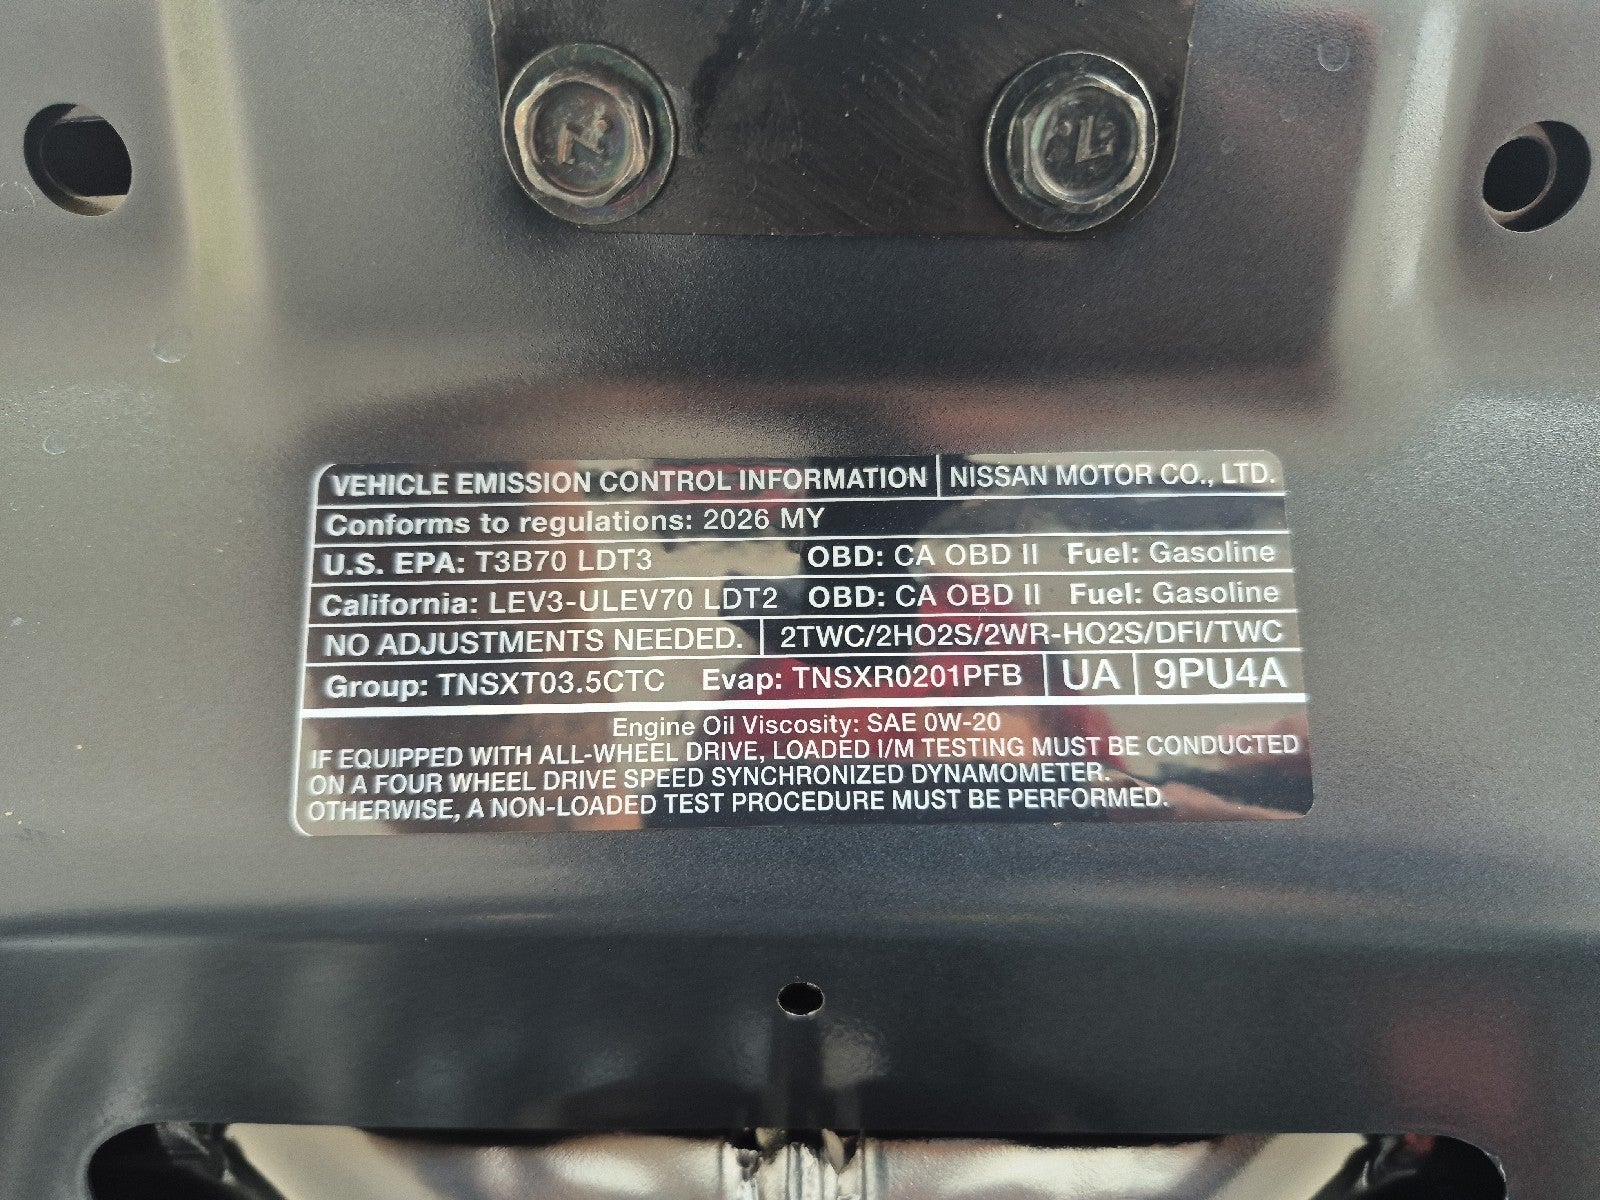 VEHICLE EMISSION CONTROL INFORMATION NISSAN MOTOR CO., LTD.
Conforms to regulations: 2026 MY
U.S. EPA: T3B70 LDT3 OBD: CA OBD II Fuel: Gasoline
California: LEV3-ULEV70 LDT2 OBD: CA OBD II Fuel: Gasoline
NO ADJUSTMENTS NEEDED. 2TWC/2HO2S/2WR-HO2S/DFI/TWC
Group: TNSXT03.5CTC Evap: TNSXR0201PFB UA 9PU4A
Engine Oil Viscosity: SAE 0W-20
IF EQUIPPED WITH ALL-WHEEL DRIVE, LOADED I/M TESTING MUST BE CONDUCTED
ON A FOUR WHEEL DRIVE SPEED SYNCHRONIZED DYNAMOMETER.
OTHERWISE, A NON-LOADED TEST PROCEDURE MUST BE PERFORMED.